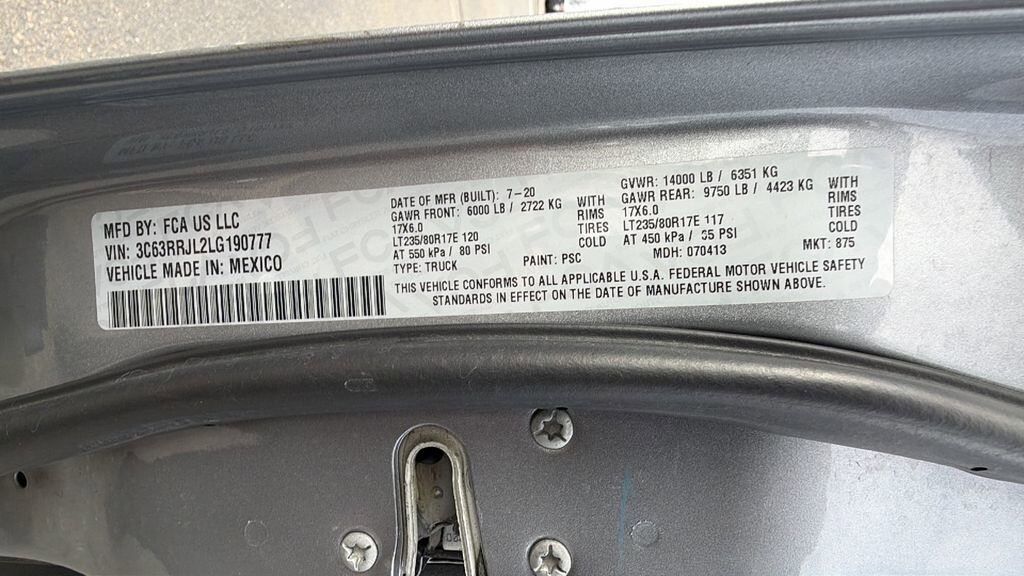 MFD BY: FCA US LLC
VIN: 3C63RRJL2LG190777
VEHICLE MADE IN: MEXICO
DATE OF MFR (BUILT): 7-20
GAWR FRONT: 6000 LB / 2722 KG WITH
17X6.0 RIMS
LT235/80R17E 120 TIRES
AT 550 kPa / 80 PSI COLD
TYPE: TRUCK PAINT: PSC
GVWR: 14000 LB / 6351 KG
GAWR REAR: 9750 LB / 4423 KG WITH
17X6.0 RIMS
LT235/80R17E 117 TIRES
AT 450 kPa / PSI COLD
MDH: 070413 MKT: 875
THIS VEHICLE CONFORMS TO ALL APPLICABLE U.S.A. FEDERAL MOTOR VEHICLE SAFETY
STANDARDS IN EFFECT ON THE DATE OF MANUFACTURE SHOWN ABOVE.